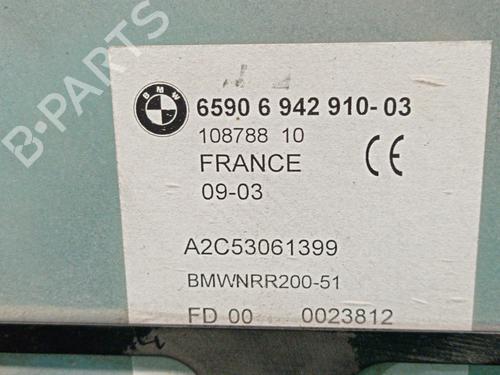 B-PARTS
BMW
6590 6 942 910-03
108788 10
FRANCE
CE
09-03
A2C53061399
BMWNRR200-51
FD 00 0023812